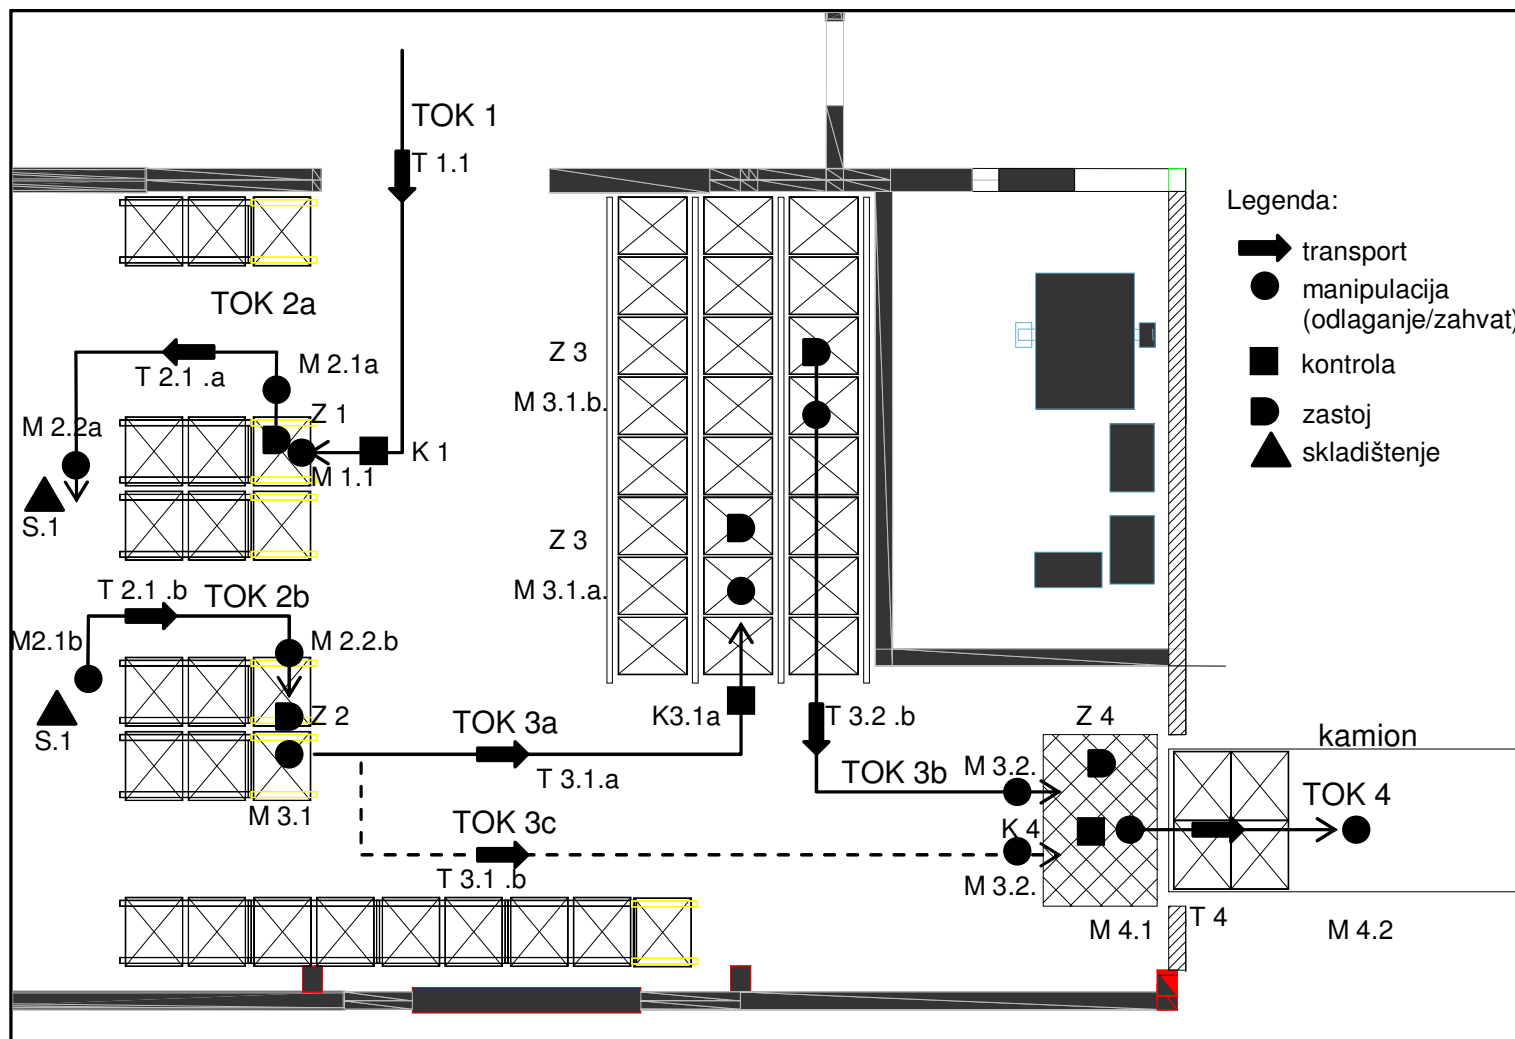 TOK 1
T 1.1
Legenda:
transport
manipulacija
(odlaganje/zahvat)
kontrola
zastoj
skladištenje
TOK 2a
T 2.1 .a
M 2.1a
Z 1
M 2.2a
K 1
M 1.1
S.1
Z 3
M 3.1.b.
Z 3
M 3.1.a.
T 2.1 .b
TOK 2b
M2.1b
M 2.2.b
S.1
Z 2
M 3.1
TOK 3a
T 3.1.a
K3.1a
T 3.2 .b
TOK 3b
M 3.2.
Z 4
kamion
TOK 4
TOK 3c
T 3.1 .b
K 4
M 3.2.
M 4.1
T 4
M 4.2